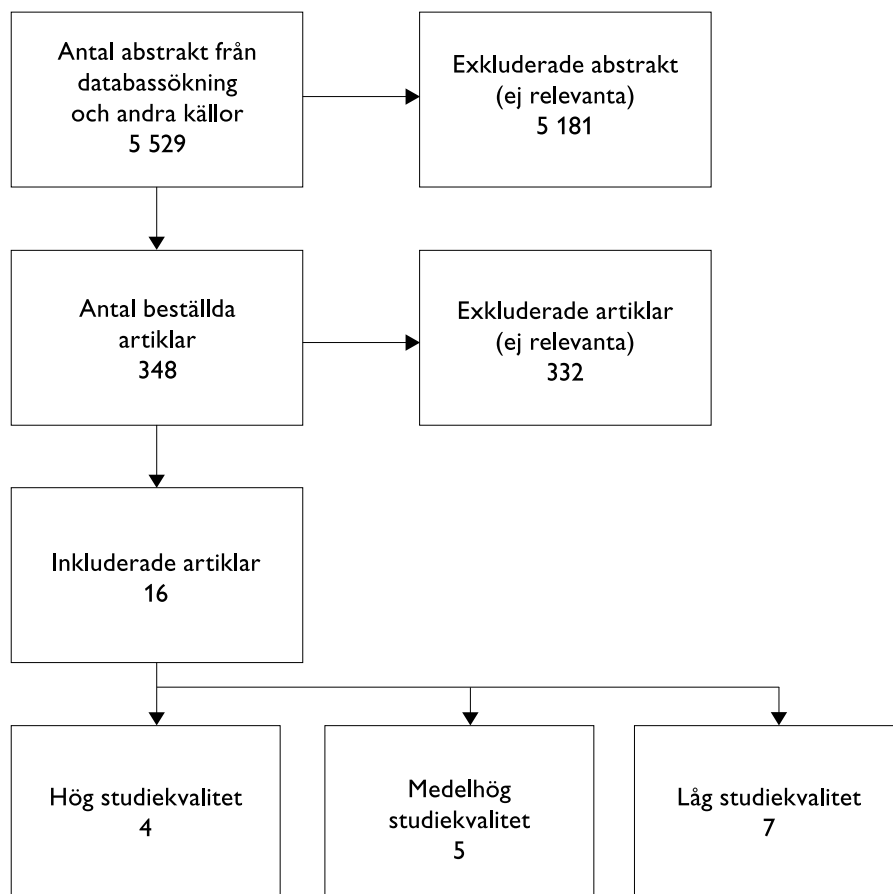 Antal abstrakt från
databassökning
och andra källor
5 529
Exkluderade abstrakt
(ej relevanta)
5 181
Antal beställda
artiklar
348
Exkluderade artiklar
(ej relevanta)
332
Inkluderade artiklar
16
Hög studiekvalitet
4
Medelhög
studiekvalitet
5
Låg studiekvalitet
7